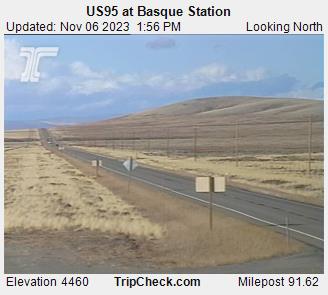 US95 at Basque Station
Updated: Nov 06 2023 1:56 PM Looking North
Elevation 4460 TripCheck.com Milepost 91.62